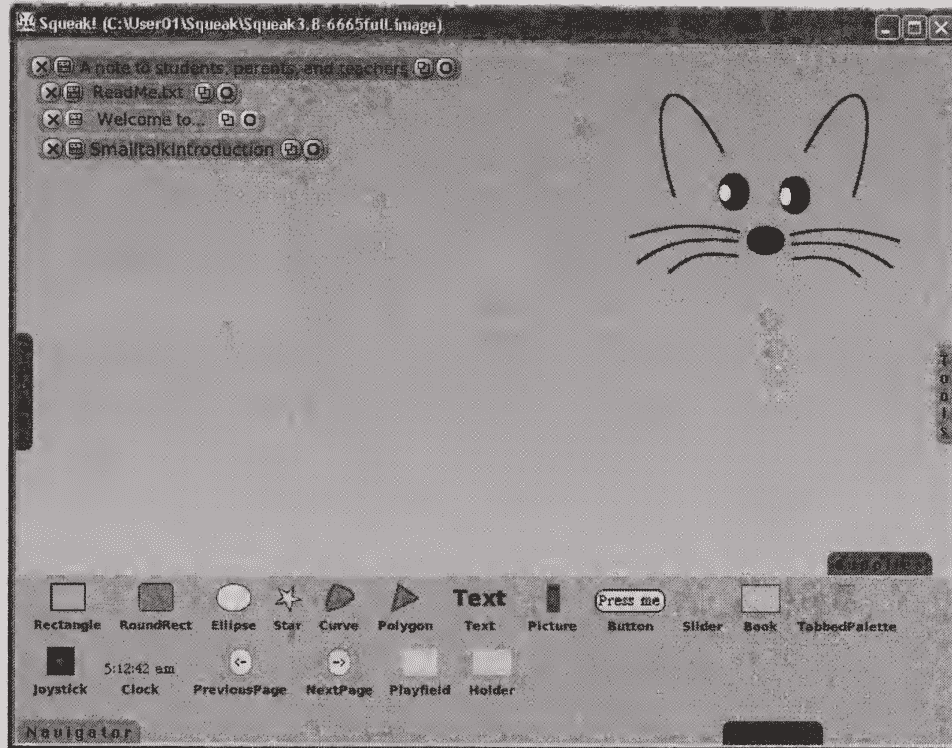 Squeak! (C:\User01\Squeak\Squeak3.8-6665full.image)
A note to students, parents, and teachers
ReadMe.txt
Welcome to...
SmalltalkIntroduction
Tools
Supplies
Text
Press me
Rectangle RoundRect Ellipse Star Curve Polygon Text Picture Button Slider Book TabbedPalette
5:12:42 am
Joystick Clock PreviousPage NextPage Playfield Holder
Navigator